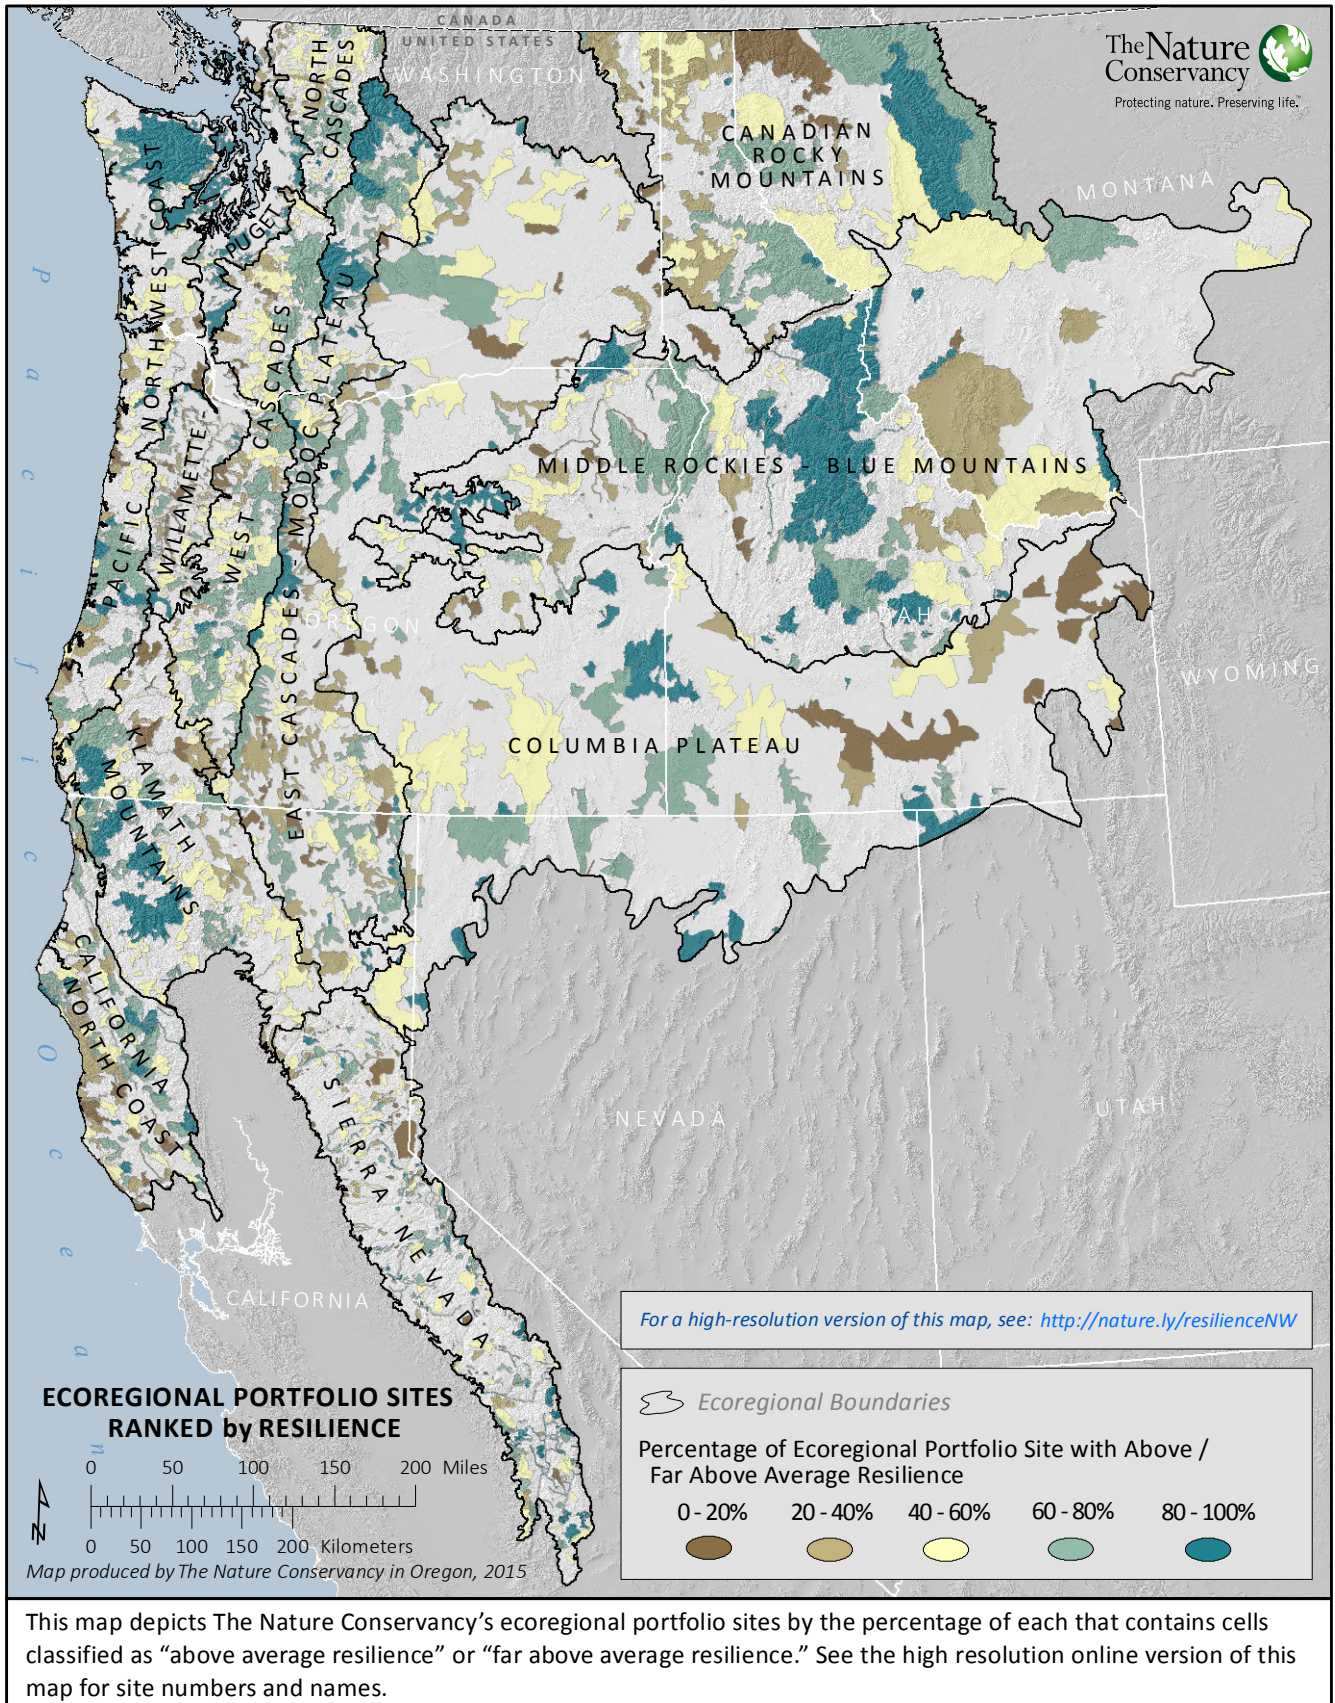 CANADA
UNITED STATES
The Nature
Conservancy
Protecting nature. Preserving life.™
WASHINGTON
NORTH
CASCADES
CANADIAN
ROCKY
MOUNTAINS
MONTANA
PUGET
PACIFIC NORTHWEST COAST
WILLAMETTE-
WEST CASCADES
EAST CASCADES - MODOC PLATEAU
MIDDLE ROCKIES - BLUE MOUNTAINS
OREGON
IDAHO
WYOMING
COLUMBIA PLATEAU
KLAMATH
MOUNTAINS
CALIFORNIA
NORTH COAST
SIERRA NEVADA
NEVADA
UTAH
CALIFORNIA
Pacific Ocean
For a high-resolution version of this map, see: http://nature.ly/resilienceNW
ECOREGIONAL PORTFOLIO SITES
RANKED by RESILIENCE
0 50 100 150 200 Miles
0 50 100 150 200 Kilometers
N
Map produced by The Nature Conservancy in Oregon, 2015
Ecoregional Boundaries
Percentage of Ecoregional Portfolio Site with Above /
Far Above Average Resilience
0 - 20% 20 - 40% 40 - 60% 60 - 80% 80 - 100%
This map depicts The Nature Conservancy’s ecoregional portfolio sites by the percentage of each that contains cells
classified as “above average resilience” or “far above average resilience.” See the high resolution online version of this
map for site numbers and names.